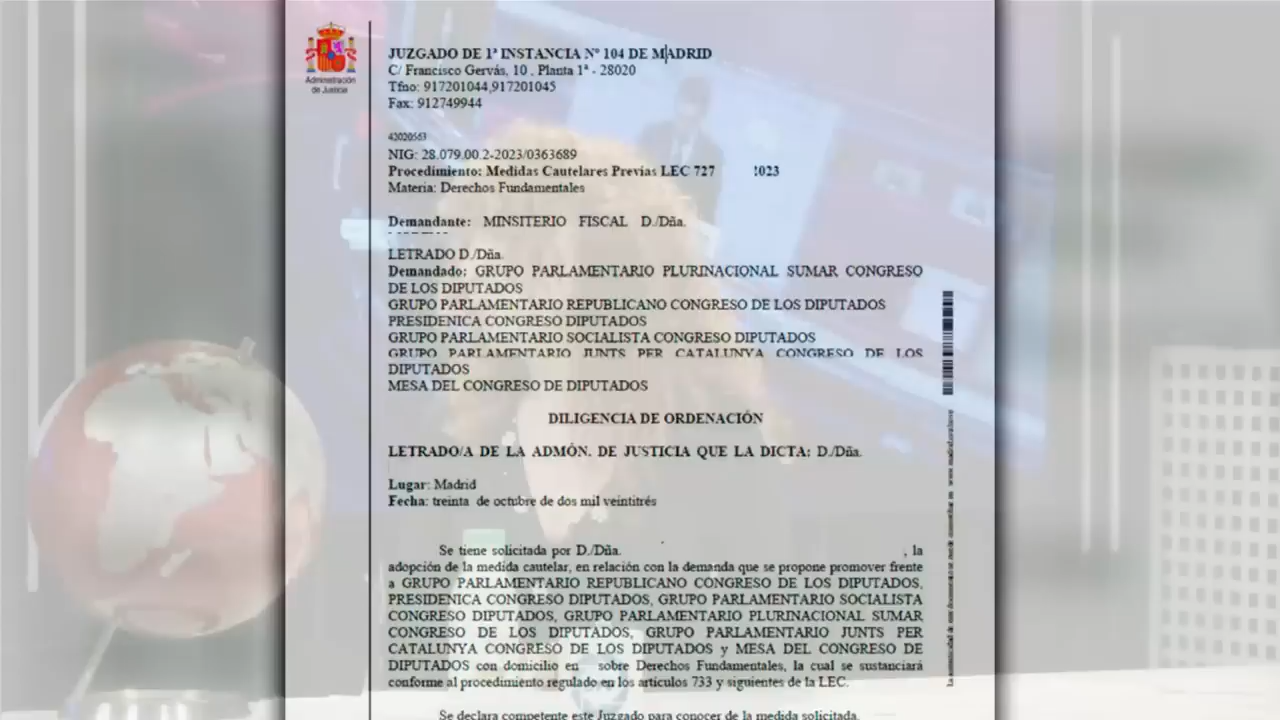 Administración
de Justicia
JUZGADO DE 1ª INSTANCIA Nº 104 DE MADRID
C/ Francisco Gervás, 10 , Planta 1ª - 28020
Tfno: 917201044,917201045
Fax: 912749944
42020563
NIG: 28.079.00.2-2023/0363689
Procedimiento: Medidas Cautelares Previas LEC 727 2023
Materia: Derechos Fundamentales
Demandante: MINSITERIO FISCAL D./Dña.
LETRADO D./Dña.
Demandado: GRUPO PARLAMENTARIO PLURINACIONAL SUMAR CONGRESO
DE LOS DIPUTADOS
GRUPO PARLAMENTARIO REPUBLICANO CONGRESO DE LOS DIPUTADOS
PRESIDENICA CONGRESO DIPUTADOS
GRUPO PARLAMENTARIO SOCIALISTA CONGRESO DIPUTADOS
GRUPO PARLAMENTARIO JUNTS PER CATALUNYA CONGRESO DE LOS
DIPUTADOS
MESA DEL CONGRESO DE DIPUTADOS
DILIGENCIA DE ORDENACIÓN
LETRADO/A DE LA ADMÓN. DE JUSTICIA QUE LA DICTA: D./Dña.
Lugar: Madrid
Fecha: treinta de octubre de dos mil veintitrés
Se tiene solicitada por D./Dña. , la
adopción de la medida cautelar, en relación con la demanda que se propone promover frente
a GRUPO PARLAMENTARIO REPUBLICANO CONGRESO DE LOS DIPUTADOS,
PRESIDENICA CONGRESO DIPUTADOS, GRUPO PARLAMENTARIO SOCIALISTA
CONGRESO DIPUTADOS, GRUPO PARLAMENTARIO PLURINACIONAL SUMAR
CONGRESO DE LOS DIPUTADOS, GRUPO PARLAMENTARIO JUNTS PER
CATALUNYA CONGRESO DE LOS DIPUTADOS y MESA DEL CONGRESO DE
DIPUTADOS con domicilio en sobre Derechos Fundamentales, la cual se sustanciará
conforme al procedimiento regulado en los artículos 733 y siguientes de la LEC.
Se declara competente este Juzgado para conocer de la medida solicitada.